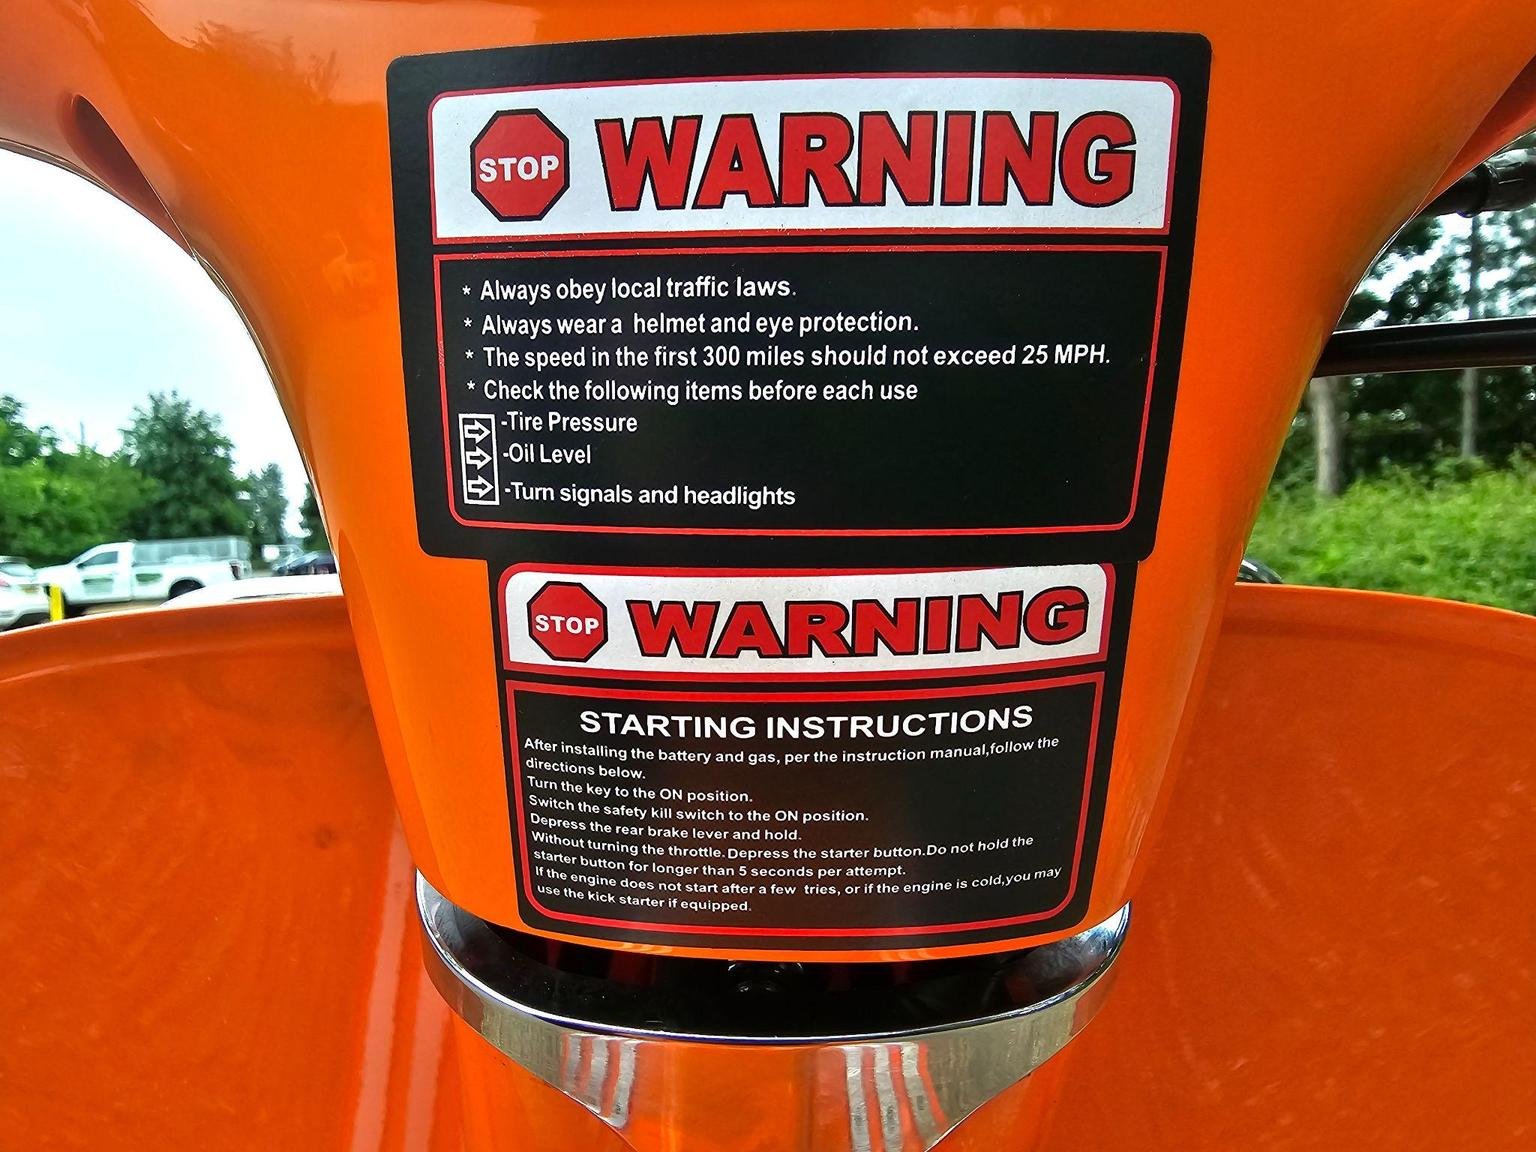 STOP WARNING
* Always obey local traffic laws.
* Always wear a helmet and eye protection.
* The speed in the first 300 miles should not exceed 25 MPH.
* Check the following items before each use
-Tire Pressure
-Oil Level
-Turn signals and headlights
STOP WARNING
STARTING INSTRUCTIONS
After installing the battery and gas, per the instruction manual,follow the
directions below.
Turn the key to the ON position.
Switch the safety kill switch to the ON position.
Depress the rear brake lever and hold.
Without turning the throttle. Depress the starter button.Do not hold the
starter button for longer than 5 seconds per attempt.
If the engine does not start after a few tries, or if the engine is cold,you may
use the kick starter if equipped.